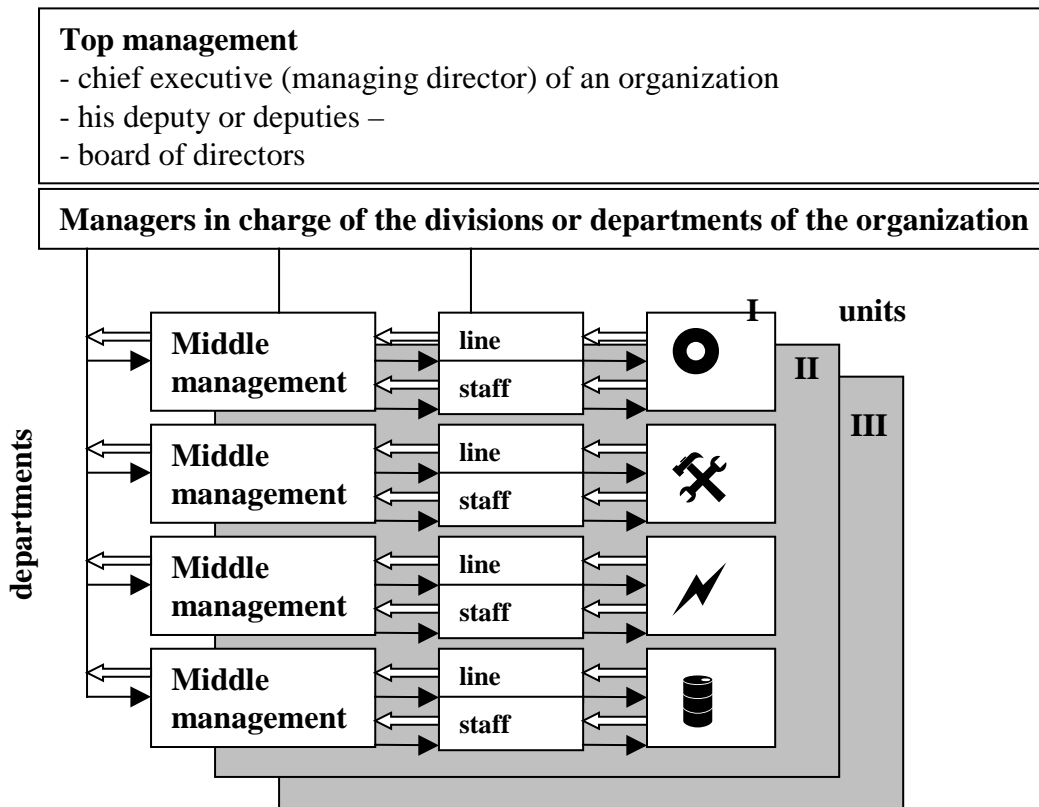 Top management
- chief executive (managing director) of an organization
- his deputy or deputies –
- board of directors
Managers in charge of the divisions or departments of the organization
I units
II
III
departments
Middle
management
line
staff
Middle
management
line
staff
Middle
management
line
staff
Middle
management
line
staff